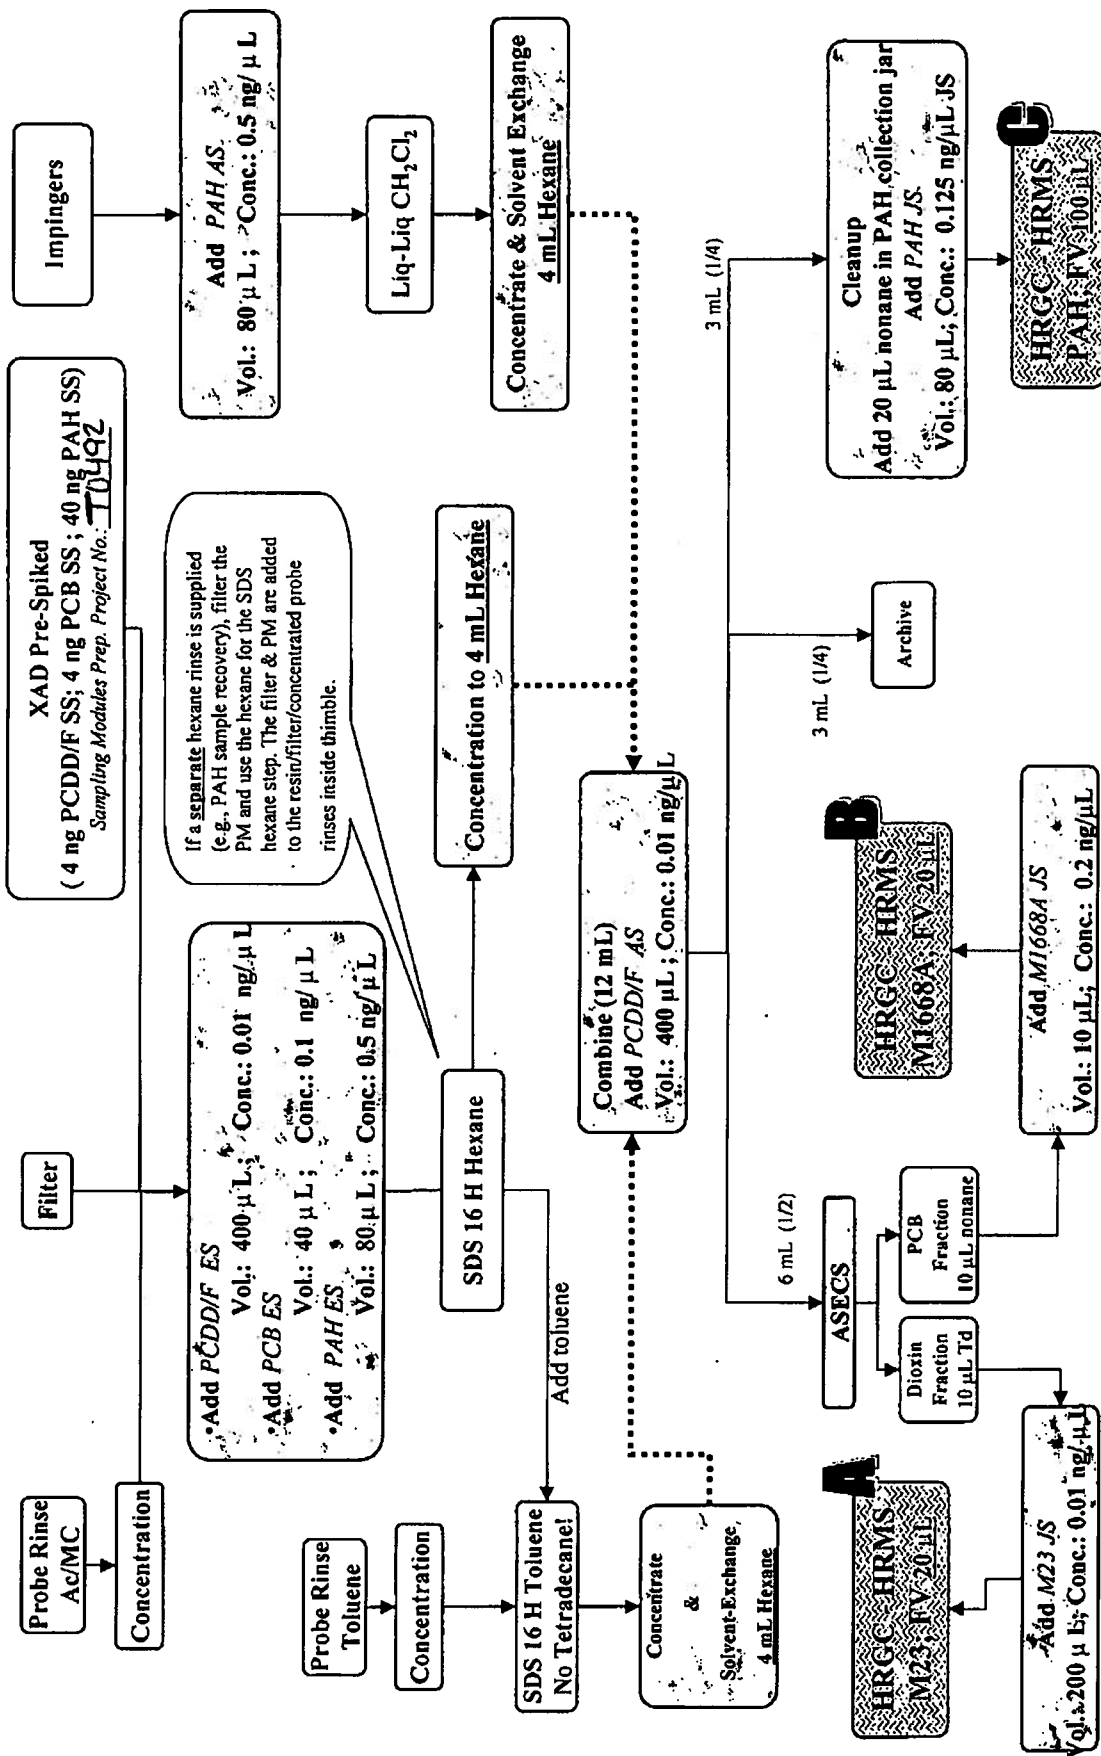 Probe Rinse
Ac/MC
Concentration
Filter
XAD Pre-Spiked
( 4 ng PCDD/F SS; 4 ng PCB SS ; 40 ng PAH SS)
Sampling Modules Prep. Project No.: T0492
Impingers
•Add PCDD/F ES
Vol.: 400 µL ; Conc.: 0.01 ng/µL
•Add PCB ES
Vol.: 40 µL ; Conc.: 0.1 ng/µL
•Add PAH ES
Vol.: 80 µL ; Conc.: 0.5 ng/µL
If a separate hexane rinse is supplied
(e.g., PAH sample recovery), filter the
PM and use the hexane for the SDS
hexane step. The filter & PM are added
to the resin/filter/concentrated probe
rinses inside thimble.
Add PAH AS
Vol.: 80 µL ; Conc.: 0.5 ng/µL
Liq-Liq CH2Cl2
Concentrate & Solvent Exchange
4 mL Hexane
Probe Rinse
Toluene
Concentration
SDS 16 H Hexane
Add toluene
SDS 16 H Toluene
No Tetradecane!
Concentration to 4 mL Hexane
Concentrate
&
Solvent-Exchange
4 mL Hexane
Combine (12 mL)
Add PCDD/F AS
Vol.: 400 µL ; Conc.: 0.01 ng/µL
6 mL (1/2)
3 mL (1/4)
3 mL (1/4)
ASECS
Dioxin
Fraction
10 µL Td
PCB
Fraction
10 µL nonane
Archive
Cleanup
Add 20 µL nonane in PAH collection jar
Add PAH JS
Vol.: 80 µL; Conc.: 0.125 ng/µL JS
A
HRGC - HRMS
M23; FV 20 µL
B
HRGC - HRMS
M1668A; FV 20 µL
C
HRGC - HRMS
PAH; FV 100 µL
Add M23 JS
Vol.:200 µL; Conc.: 0.01 ng/µL
Add M1668A JS
Vol.: 10 µL; Conc.: 0.2 ng/µL